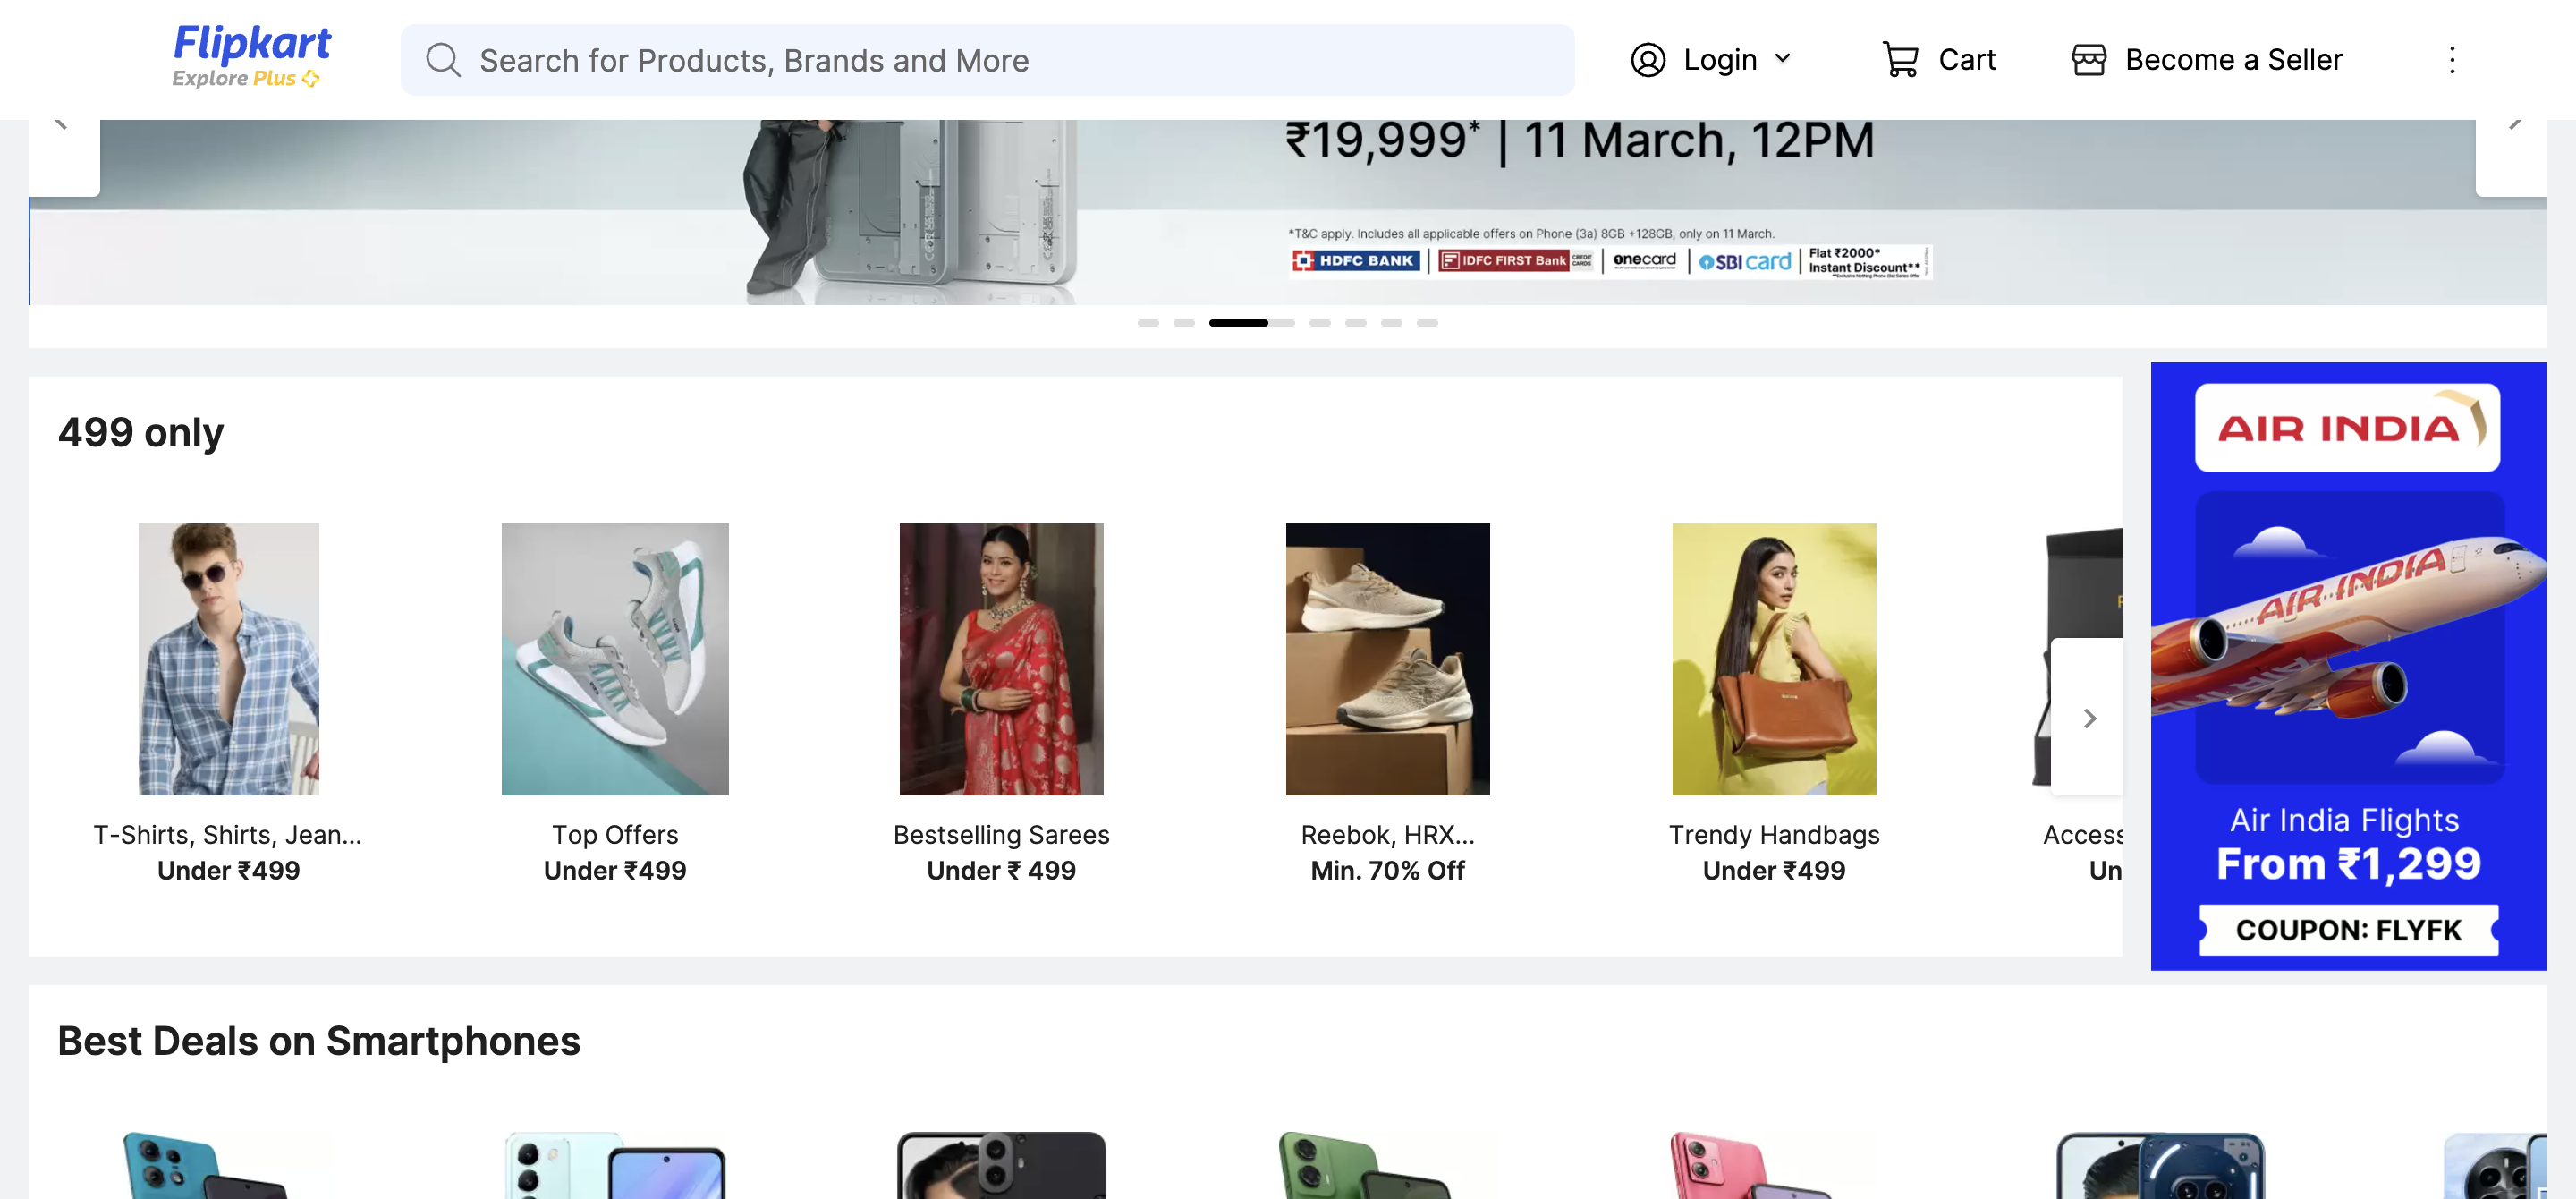 Flipkart
Explore Plus
Search for Products, Brands and More
Login
Cart
Become a Seller
₹19,999* | 11 March, 12PM
*T&C apply. Includes all applicable offers on Phone (3a) 8GB +128GB, only on 11 March.
HDFC BANK | IDFC FIRST Bank CREDIT CARDS | onecard | SBI card | Flat ₹2000*
Instant Discount**
499 only
T-Shirts, Shirts, Jean...
Under ₹499
Top Offers
Under ₹499
Bestselling Sarees
Under ₹ 499
Reebok, HRX...
Min. 70% Off
Trendy Handbags
Under ₹499
Access
Un
AIR INDIA
AIR INDIA
Air India Flights
From ₹1,299
COUPON: FLYFK
Best Deals on Smartphones